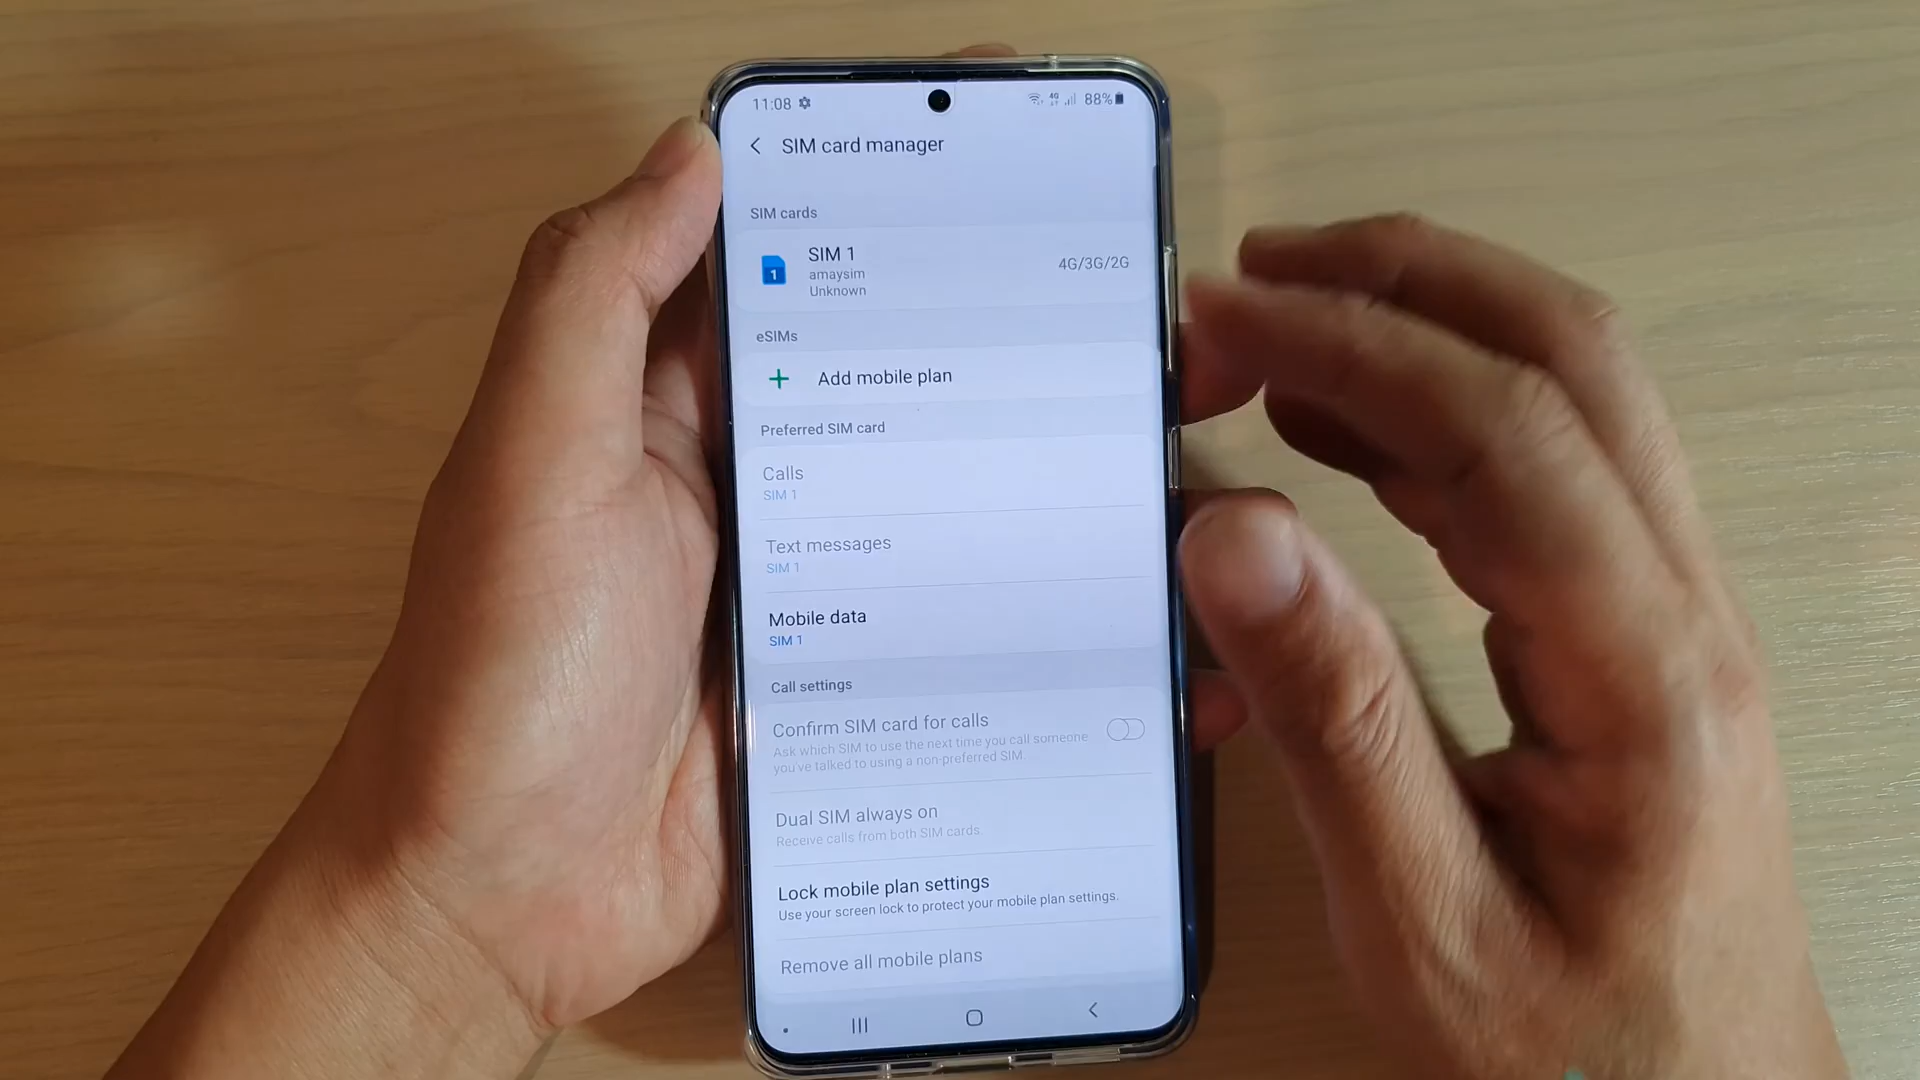 11:08
4G
88%
SIM card manager
SIM cards
1
SIM 1
amaysim
Unknown
4G/3G/2G
eSIMs
Add mobile plan
Preferred SIM card
Calls
SIM 1
Text messages
SIM 1
Mobile data
SIM 1
Call settings
Confirm SIM card for calls
Ask which SIM to use the next time you call someone
you've talked to using a non-preferred SIM.
Dual SIM always on
Receive calls from both SIM cards.
Lock mobile plan settings
Use your screen lock to protect your mobile plan settings.
Remove all mobile plans